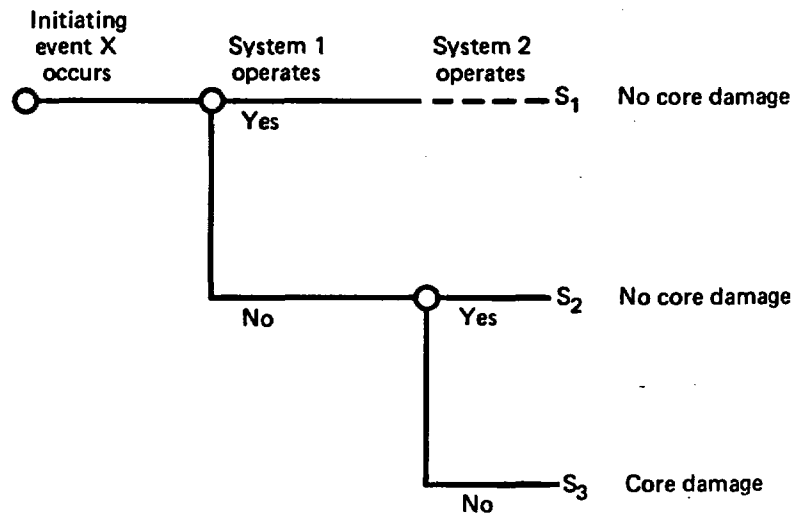 Initiating
event X
occurs
System 1
operates
System 2
operates
Yes
S1
No core damage
No
Yes
S2
No core damage
No
S3
Core damage